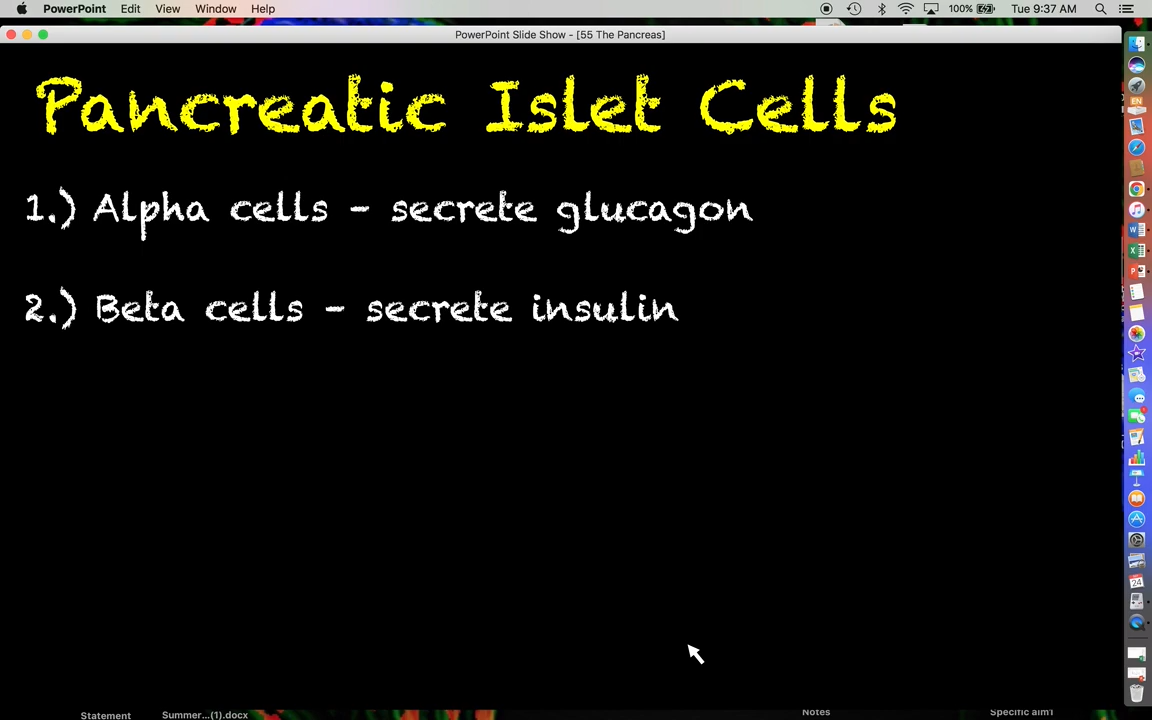 PowerPoint Edit View Window Help 100% Tue 9:37 AM
PowerPoint Slide Show - [55 The Pancreas]
Pancreatic Islet Cells
1.) Alpha cells - secrete glucagon
2.) Beta cells - secrete insulin
Statement Summer...(1).docx Notes Specific aim1